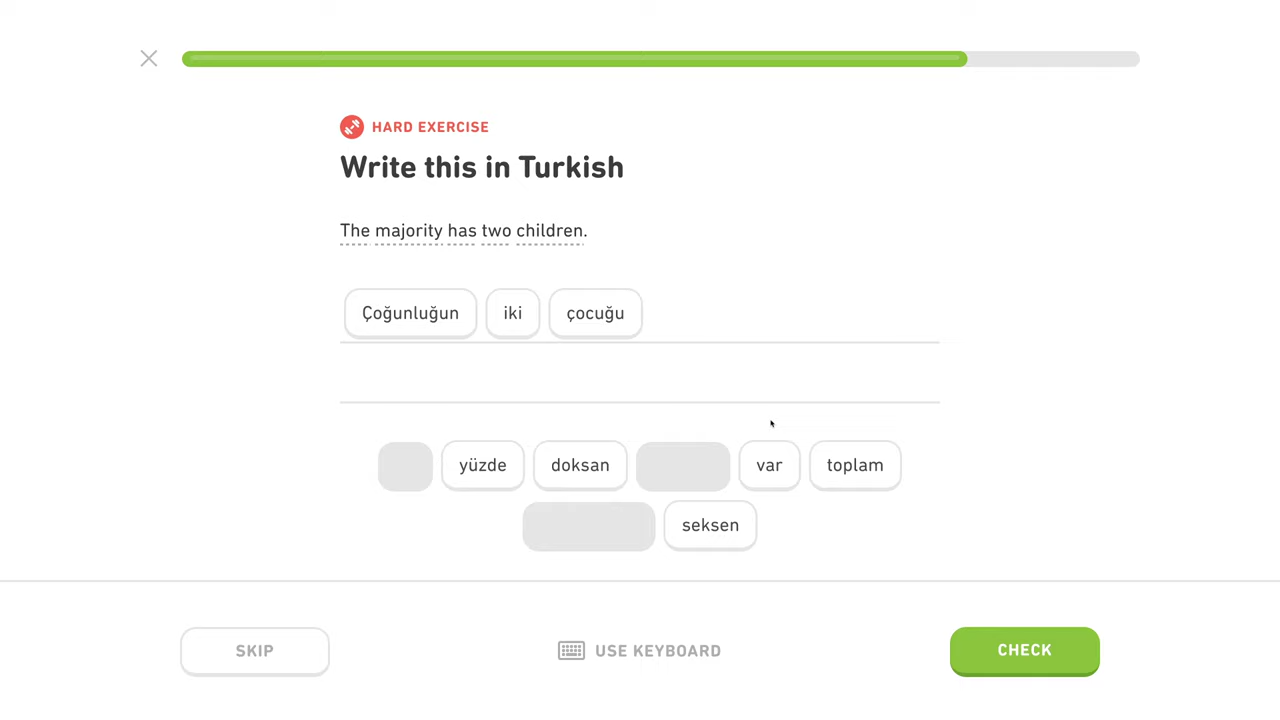 HARD EXERCISE
Write this in Turkish
The majority has two children.
Çoğunluğun iki çocuğu
yüzde doksan var toplam
seksen
SKIP USE KEYBOARD CHECK